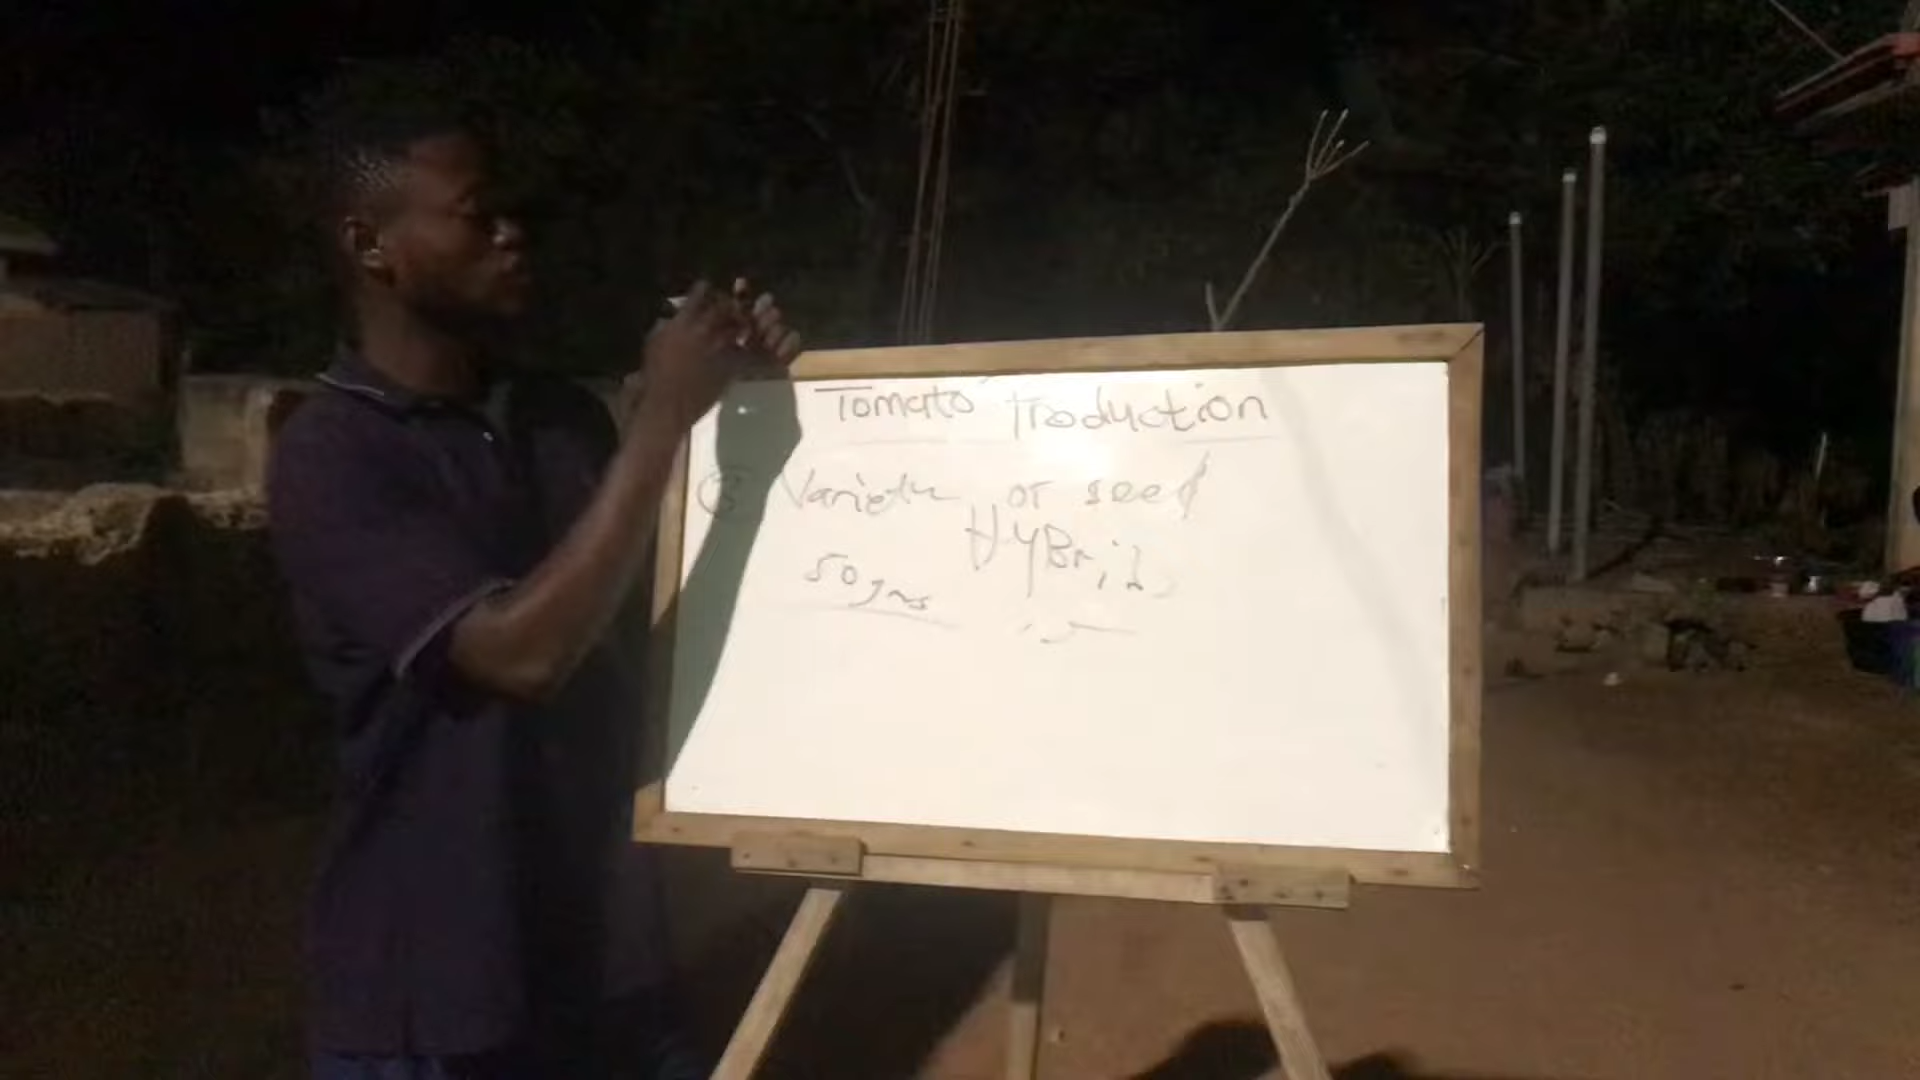 Tomato Production
Variety or seed
HyBrid
50gms